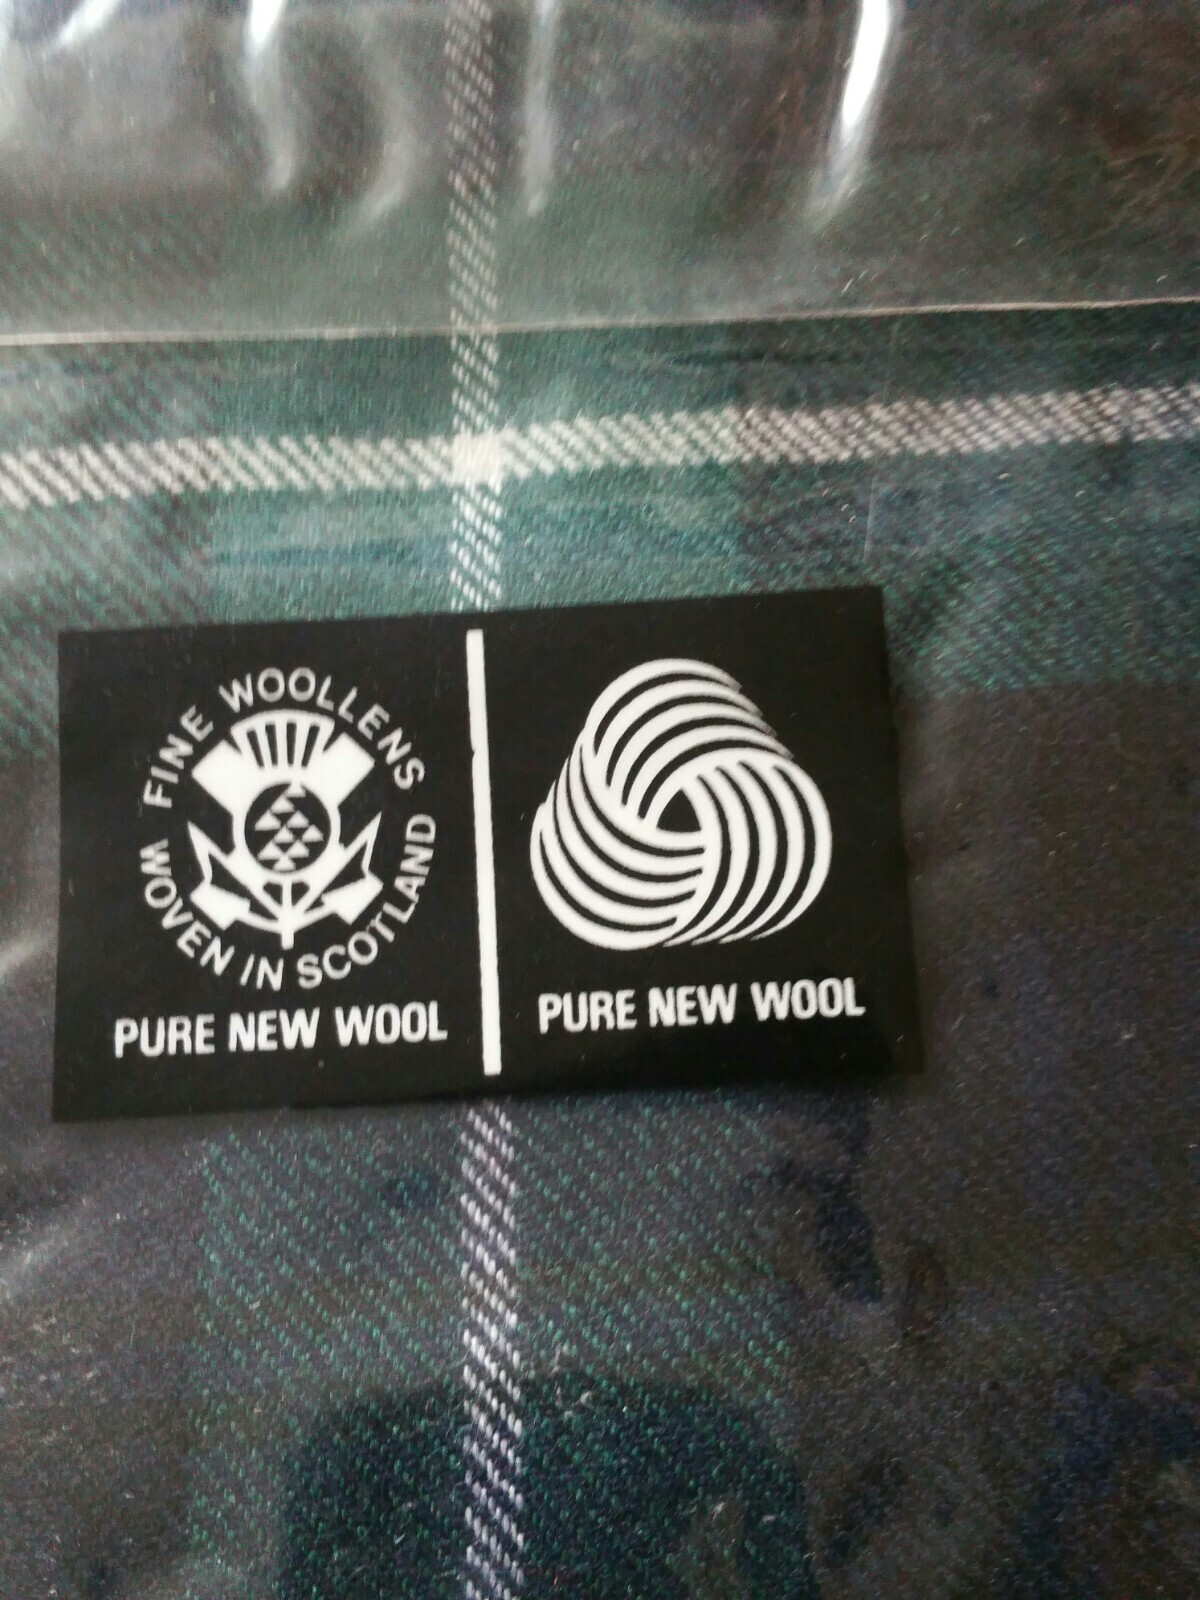 FINE WOOLLENS
WOVEN IN SCOTLAND
PURE NEW WOOL
PURE NEW WOOL